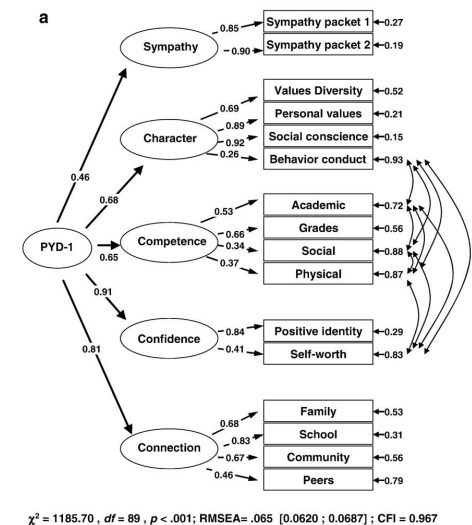 a
Sympathy
0.85
Sympathy packet 1
0.27
0.90
Sympathy packet 2
0.19
0.46
Character
0.69
Values Diversity
0.52
0.89
Personal values
0.21
0.92
Social conscience
0.15
0.26
Behavior conduct
0.93
0.68
PYD-1
0.65
Competence
0.53
Academic
0.72
0.66
Grades
0.56
0.34
Social
0.88
0.37
Physical
0.87
0.91
Confidence
0.84
Positive identity
0.29
0.41
Self-worth
0.83
0.81
Connection
0.68
Family
0.53
0.83
School
0.31
0.67
Community
0.56
0.46
Peers
0.79
χ² = 1185.70 , df = 89 , p < .001; RMSEA= .065 [0.0620 ; 0.0687] ; CFI = 0.967